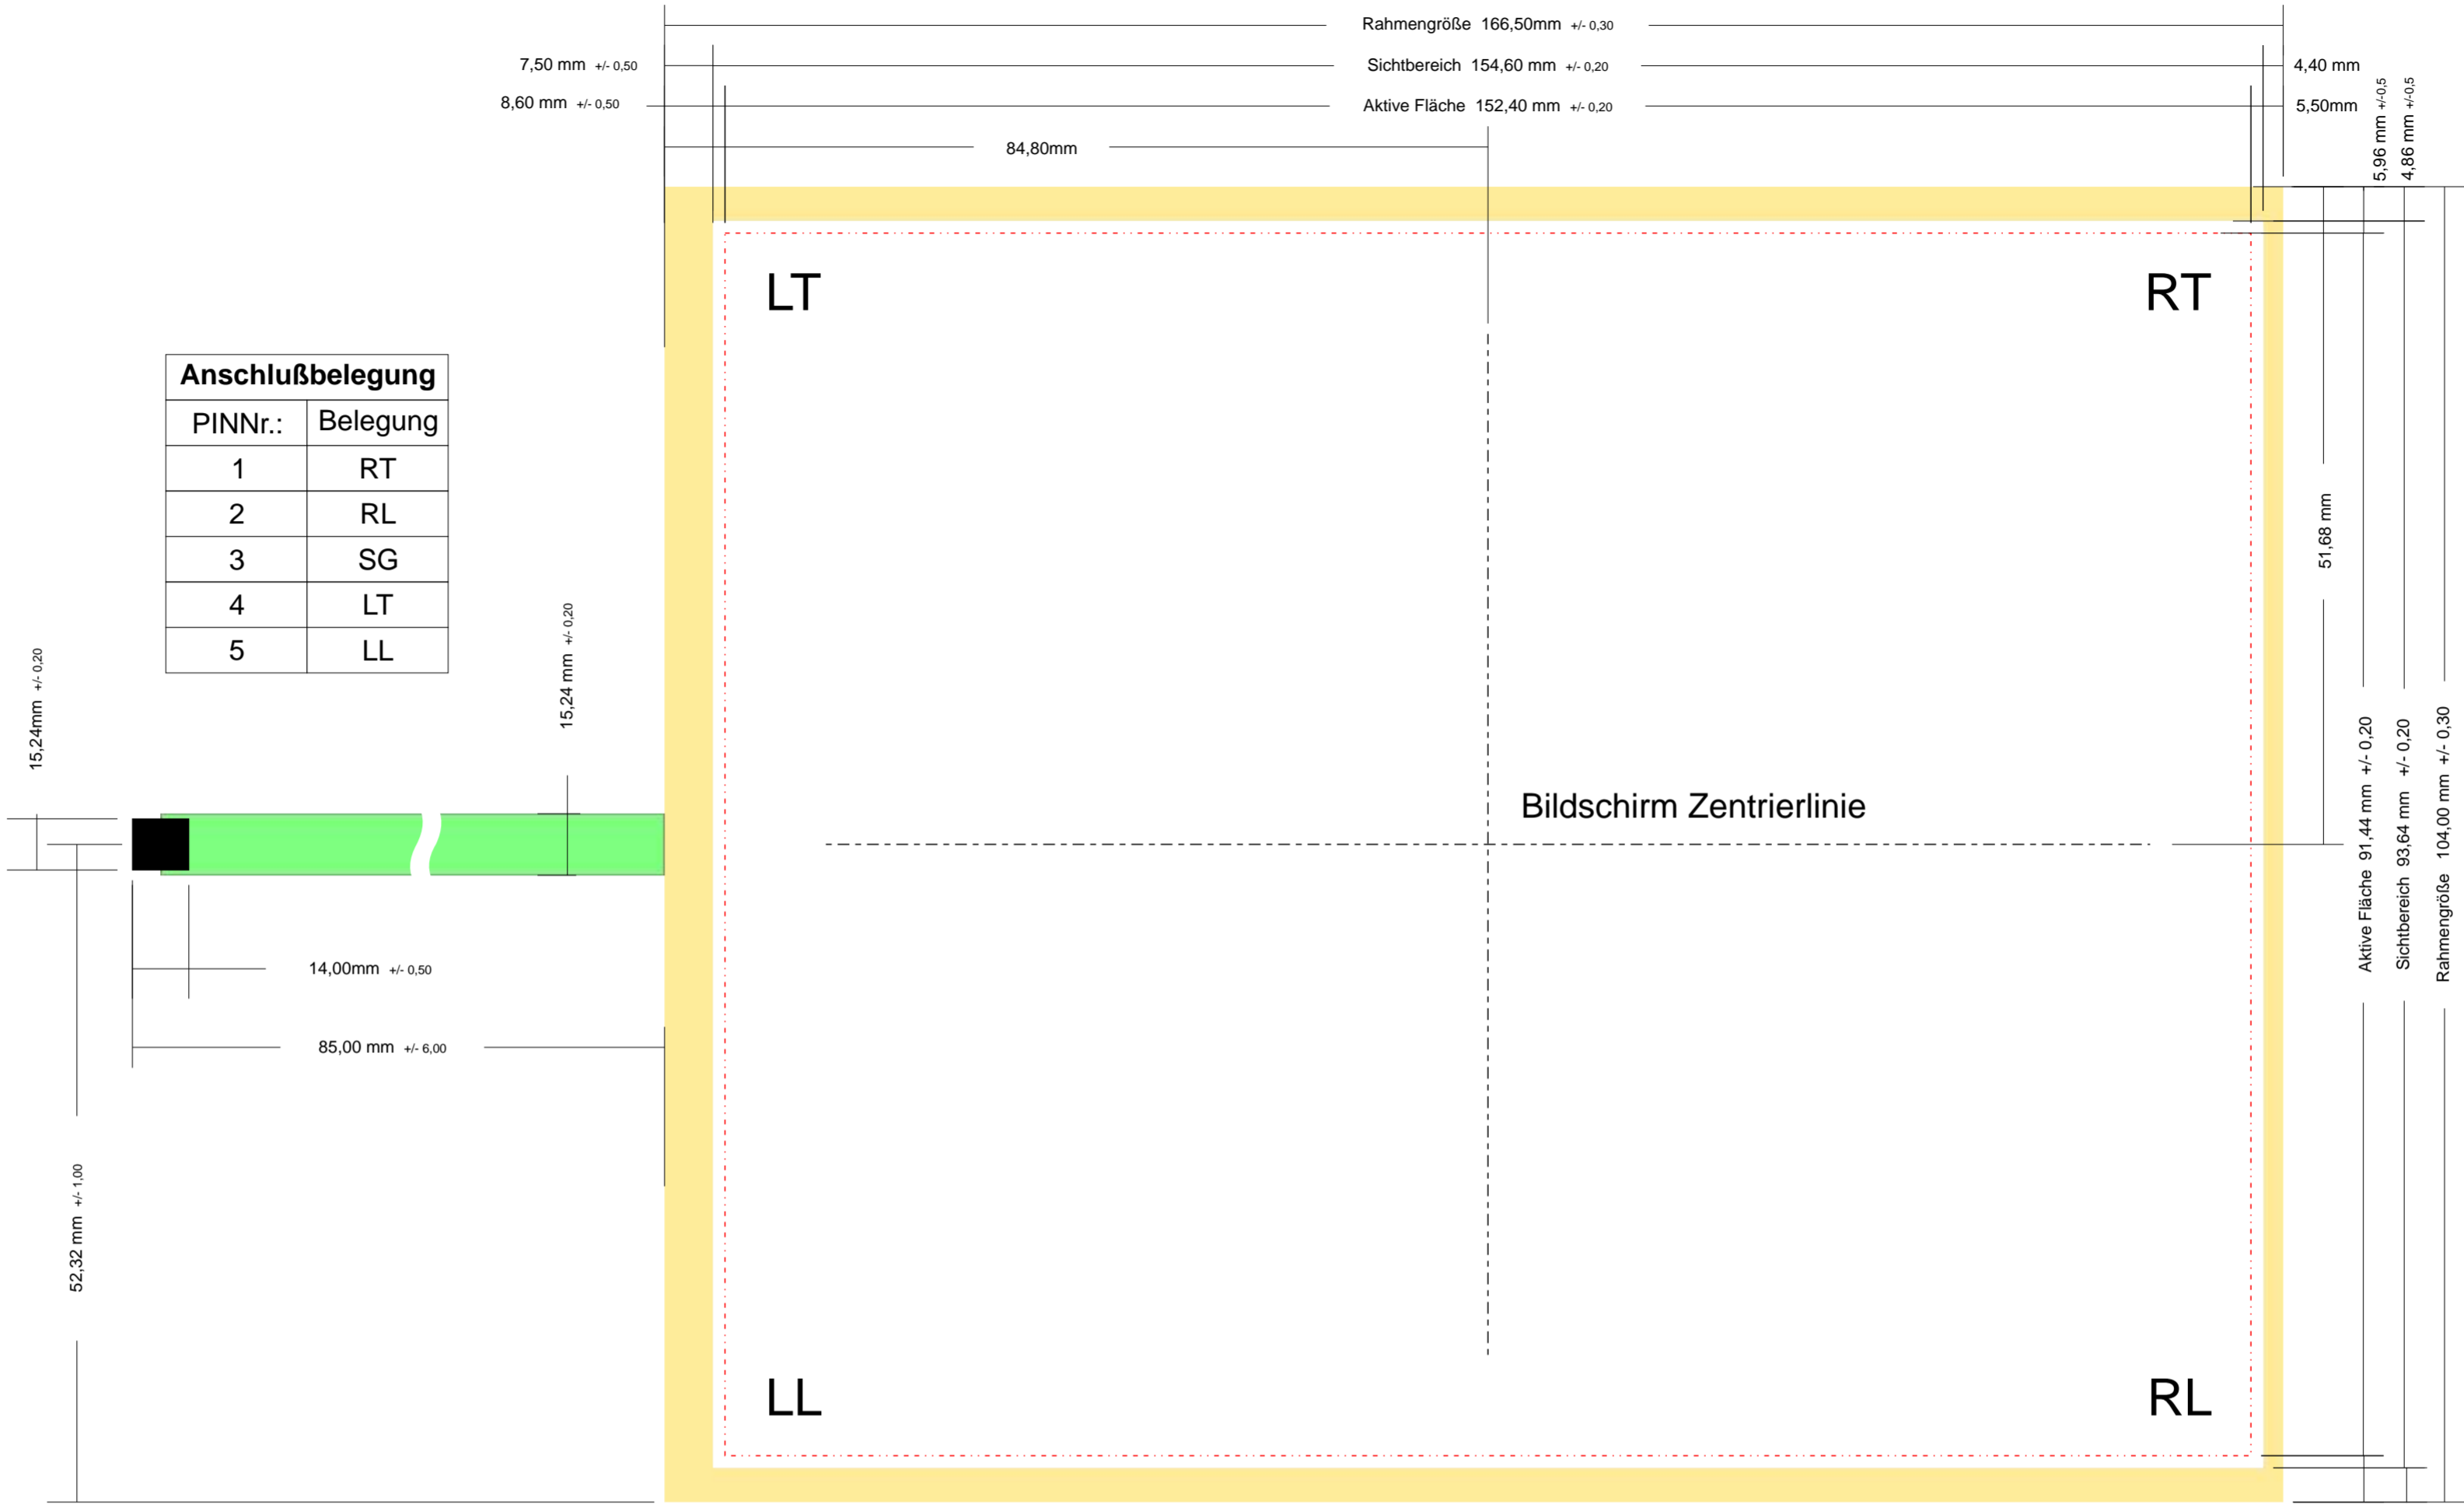 Rahmengröße 166,50mm +/- 0,30
7,50 mm +/- 0,50
Sichtbereich 154,60 mm +/- 0,20
4,40 mm
8,60 mm +/- 0,50
Aktive Fläche 152,40 mm +/- 0,20
5,50mm
5,96 mm +/-0,5
4,86 mm +/-0,5
84,80mm
LT
RT
Anschlußbelegung
PINNr.: Belegung
1 RT
2 RL
3 SG
4 LT
5 LL
51,68 mm
15,24mm +/- 0,20
15,24 mm +/- 0,20
Bildschirm Zentrierlinie
Aktive Fläche 91,44 mm +/- 0,20
Sichtbereich 93,64 mm +/- 0,20
Rahmengröße 104,00 mm +/- 0,30
14,00mm +/- 0,50
85,00 mm +/- 6,00
52,32 mm +/- 1,00
LL
RL